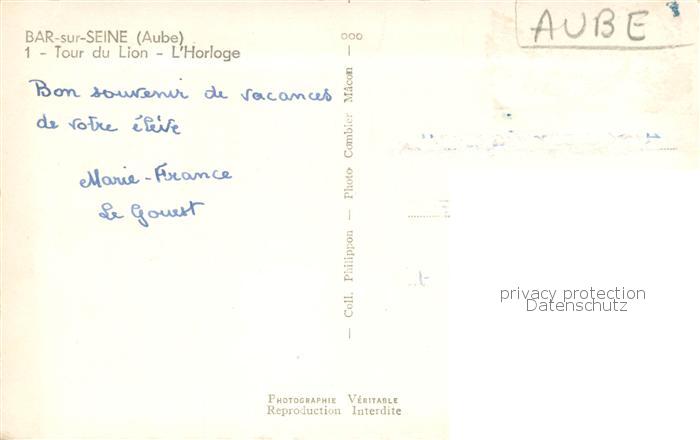 BAR-sur-SEINE (Aube)
1 - Tour du Lion - L'Horloge
Bon souvenir de vacances
de votre élève
Marie-France
Le Gouest
— Coll. Philippon — Photo Combier Mâcon —
AUBE
privacy protection
Datenschutz
PHOTOGRAPHIE VÉRITABLE
Reproduction Interdite